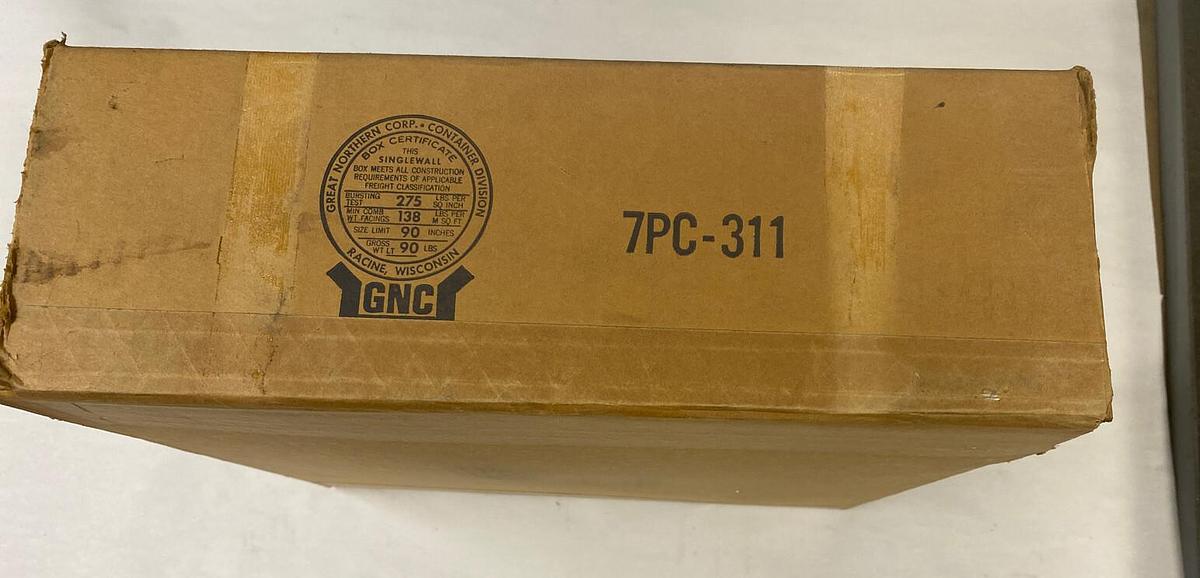 GREAT NORTHERN CORP. • CONTAINER DIVISION
BOX CERTIFICATE
THIS
SINGLEWALL
BOX MEETS ALL CONSTRUCTION
REQUIREMENTS OF APPLICABLE
FREIGHT CLASSIFICATION
BURSTING TEST 275 LBS PER SQ INCH
MIN COMB WT. FACINGS 138 LBS PER M SQ FT
SIZE LIMIT 90 INCHES
GROSS WT LT 90 LBS
RACINE, WISCONSIN
GNC
7PC-311